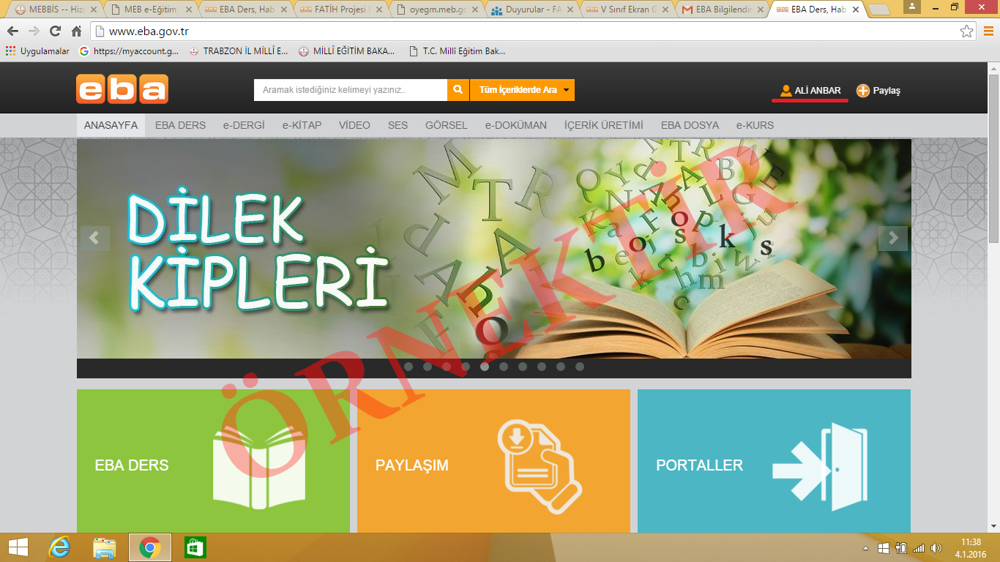 MEBBİS -- Hizm
MEB e-Eğitim
EBA Ders, Hab
FATİH Projesi
oyegm.meb.go
Duyurular - FA
V Sınıf Ekran G
EBA Bilgilendir
EBA Ders, Hab
www.eba.gov.tr
Uygulamalar
https://myaccount.g...
TRABZON İL MİLLÎ E...
MİLLÎ EĞİTİM BAKA...
T.C. Millî Eğitim Bak...
eba
Aramak istediğiniz kelimeyi yazınız..
Tüm İçeriklerde Ara
ALİ ANBAR
Paylaş
ANASAYFA
EBA DERS
e-DERGİ
e-KİTAP
VİDEO
SES
GÖRSEL
e-DOKÜMAN
İÇERİK ÜRETİMİ
EBA DOSYA
e-KURS
DİLEK
KİPLERİ
books
ÖRNEKTİR
EBA DERS
PAYLAŞIM
PORTALLER
11:38
4.1.2016